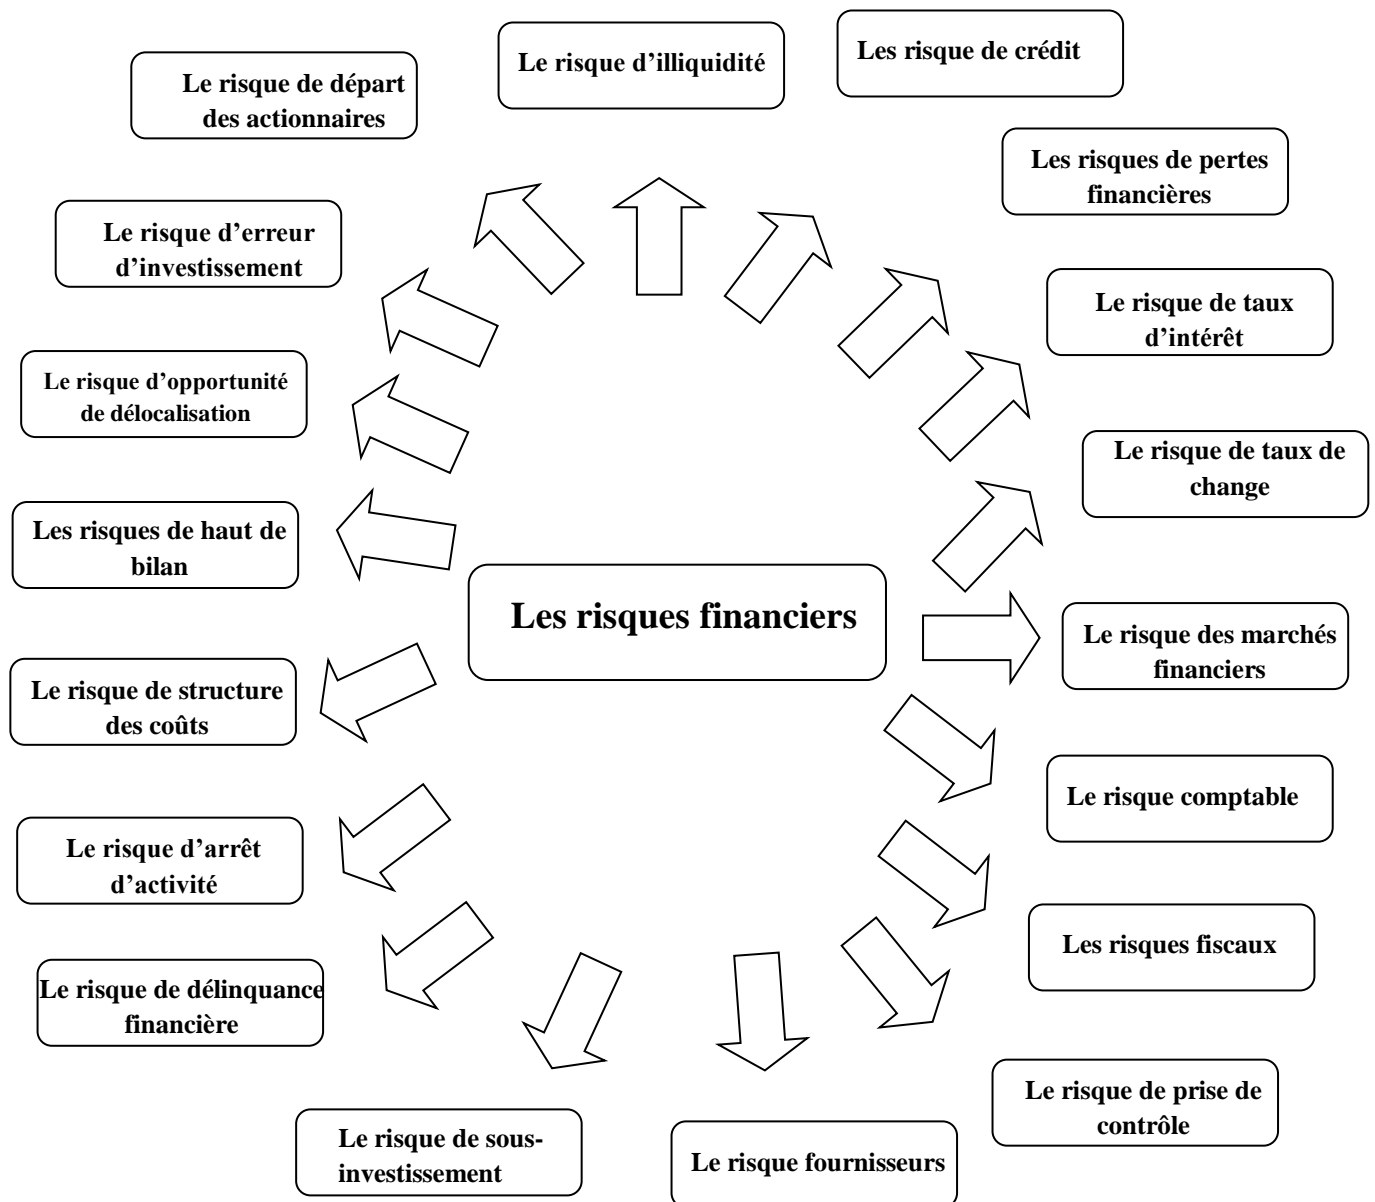 Le risque d’illiquidité
Les risque de crédit
Le risque de départ
des actionnaires
Les risques de pertes
financières
Le risque d’erreur
d’investissement
Le risque de taux
d’intérêt
Le risque d’opportunité
de délocalisation
Le risque de taux de
change
Les risques de haut de
bilan
Les risques financiers
Le risque des marchés
financiers
Le risque de structure
des coûts
Le risque comptable
Le risque d’arrêt
d’activité
Les risques fiscaux
Le risque de délinquance
financière
Le risque de prise de
contrôle
Le risque de sous-
investissement
Le risque fournisseurs